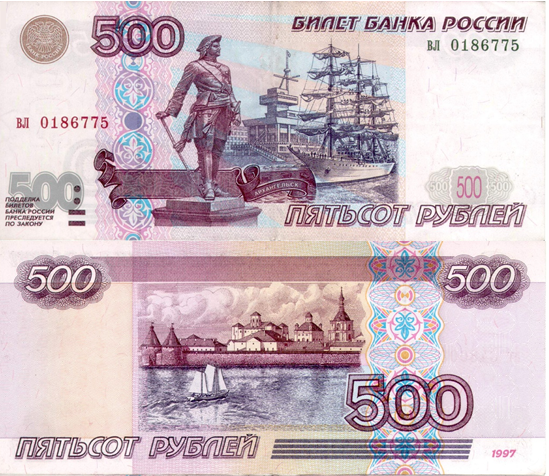 500
БИЛЕТ БАНКА РОССИИ
вл 0186775
вл 0186775
АРХАНГЕЛЬСК
500
ПОДДЕЛКА
БИЛЕТОВ
БАНКА РОССИИ
ПРЕСЛЕДУЕТСЯ
ПО ЗАКОНУ
500 500 500
ПЯТЬСОТ РУБЛЕЙ
500
500
500
ПЯТЬСОТ РУБЛЕЙ
1997